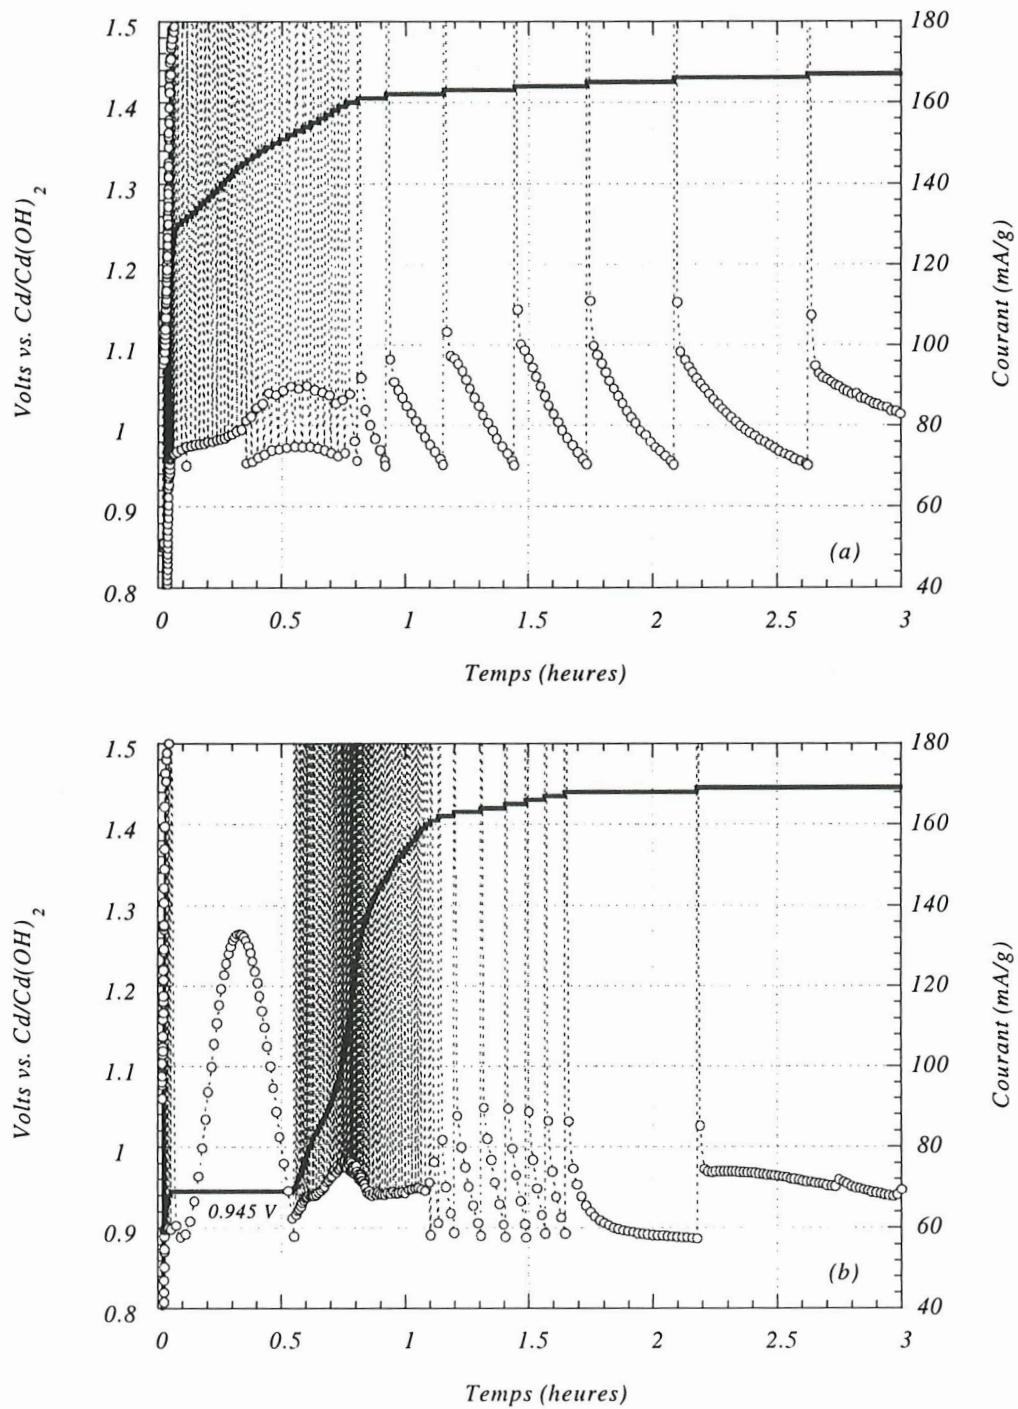 1.5
1.4
1.3
1.2
1.1
1
0.9
0.8
Volts vs. Cd/Cd(OH)2
180
160
140
120
100
80
60
40
Courant (mA/g)
(a)
0 0.5 1 1.5 2 2.5 3
Temps (heures)
1.5
1.4
1.3
1.2
1.1
1
0.9
0.8
Volts vs. Cd/Cd(OH)2
180
160
140
120
100
80
60
40
Courant (mA/g)
0.945 V
(b)
0 0.5 1 1.5 2 2.5 3
Temps (heures)